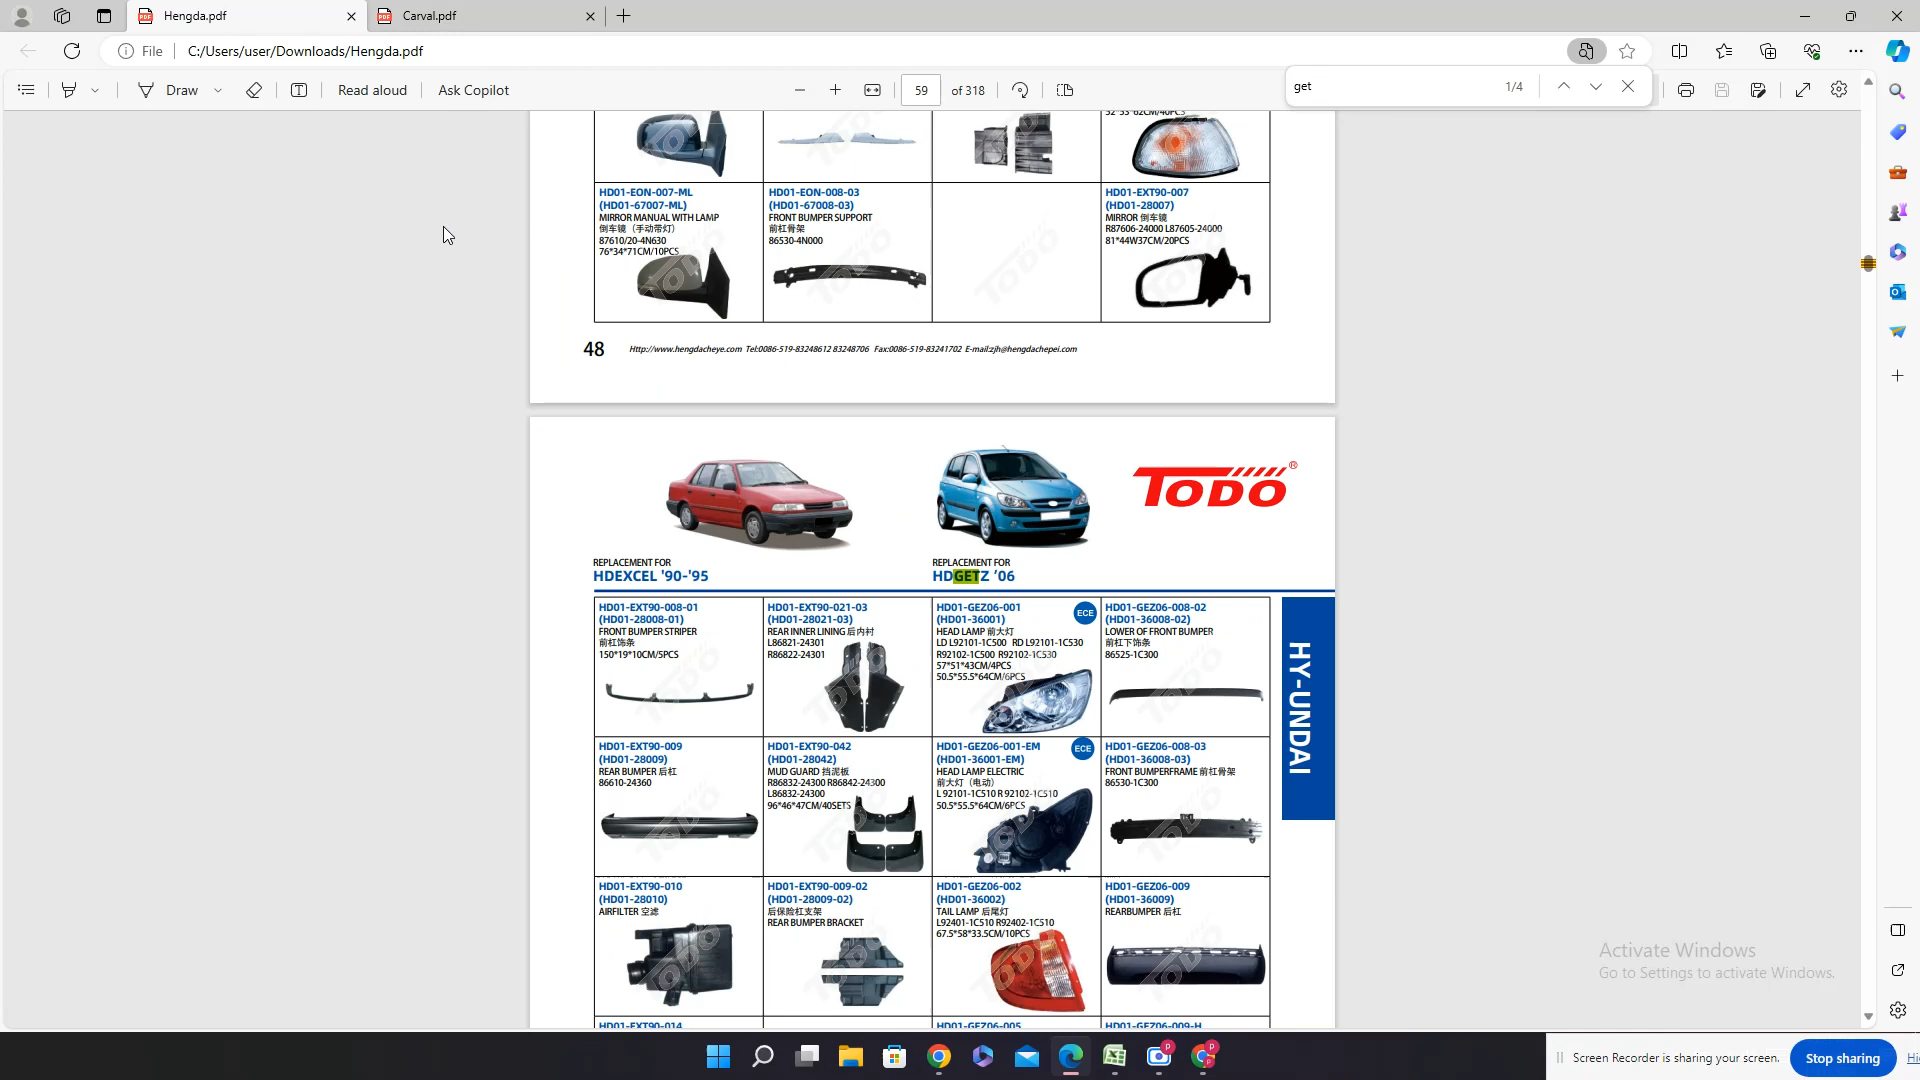 Hengda.pdf
Carval.pdf
File
C:/Users/user/Downloads/Hengda.pdf
Draw
Read aloud
Ask Copilot
59
of 318
get
1/4
HD01-EON-007-ML
(HD01-67007-ML)
MIRROR MANUAL WITH LAMP
倒车镜（手动带灯）
87610/20-4N630
76*34*71CM/10PCS
HD01-EON-008-03
(HD01-67008-03)
FRONT BUMPER SUPPORT
前杠骨架
86530-4N000
HD01-EXT90-007
(HD01-28007)
MIRROR 倒车镜
R87606-24000 L87605-24000
81*44W37CM/20PCS
48
Http://www.hengdacheye.com Tel:0086-519-83248612 83248706 Fax:0086-519-83241702 E-mail:zjh@hengdachepei.com
TODO
REPLACEMENT FOR
HDEXCEL '90-'95
REPLACEMENT FOR
HDGETZ '06
HY-UNDAI
HD01-EXT90-008-01
(HD01-28008-01)
FRONT BUMPER STRIPER
前杠饰条
150*19*10CM/5PCS
HD01-EXT90-021-03
(HD01-28021-03)
REAR INNER LINING 后内衬
L86821-24301
R86822-24301
HD01-GEZ06-001
(HD01-36001)
HEAD LAMP 前大灯
LD L92101-1C500 RD L92101-1C530
R92102-1C500 R92102-1C530
57*51*43CM/4PCS
50.5*55.5*64CM/6PCS
ECE
HD01-GEZ06-008-02
(HD01-36008-02)
LOWER OF FRONT BUMPER
前杠下饰条
86525-1C300
HD01-EXT90-009
(HD01-28009)
REAR BUMPER 后杠
86610-24360
HD01-EXT90-042
(HD01-28042)
MUD GUARD 挡泥板
R86832-24300 R86842-24300
L86832-24300
96*46*47CM/40SETS
HD01-GEZ06-001-EM
(HD01-36001-EM)
HEAD LAMP ELECTRIC
前大灯（电动）
L 92101-1C510 R 92102-1C510
50.5*55.5*64CM/6PCS
ECE
HD01-GEZ06-008-03
(HD01-36008-03)
FRONT BUMPERFRAME 前杠骨架
86530-1C300
HD01-EXT90-010
(HD01-28010)
AIRFILTER 空滤
HD01-EXT90-009-02
(HD01-28009-02)
后保险杠支架
REAR BUMPER BRACKET
HD01-GEZ06-002
(HD01-36002)
TAIL LAMP 后尾灯
L92401-1C510 R92402-1C510
67.5*58*33.5CM/10PCS
HD01-GEZ06-009
(HD01-36009)
REARBUMPER 后杠
HD01-EXT90-014
HD01-GEZ06-005
HD01-GEZ06-009-H
Activate Windows
Go to Settings to activate Windows.
Screen Recorder is sharing your screen.
Stop sharing